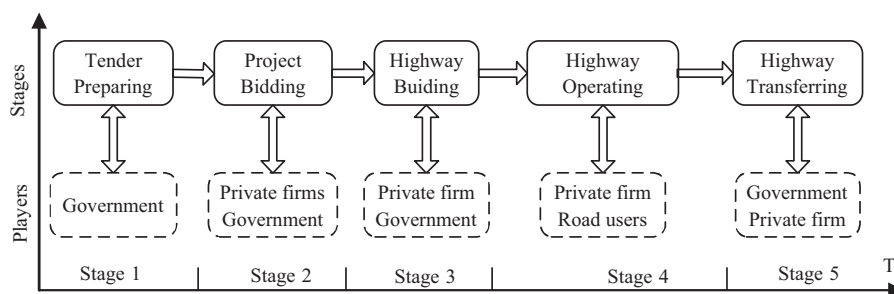 Stages
Tender
Preparing
Project
Bidding
Highway
Buiding
Highway
Operating
Highway
Transferring
Players
Government
Private firms
Government
Private firm
Government
Private firm
Road users
Government
Private firm
Stage 1
Stage 2
Stage 3
Stage 4
Stage 5
T